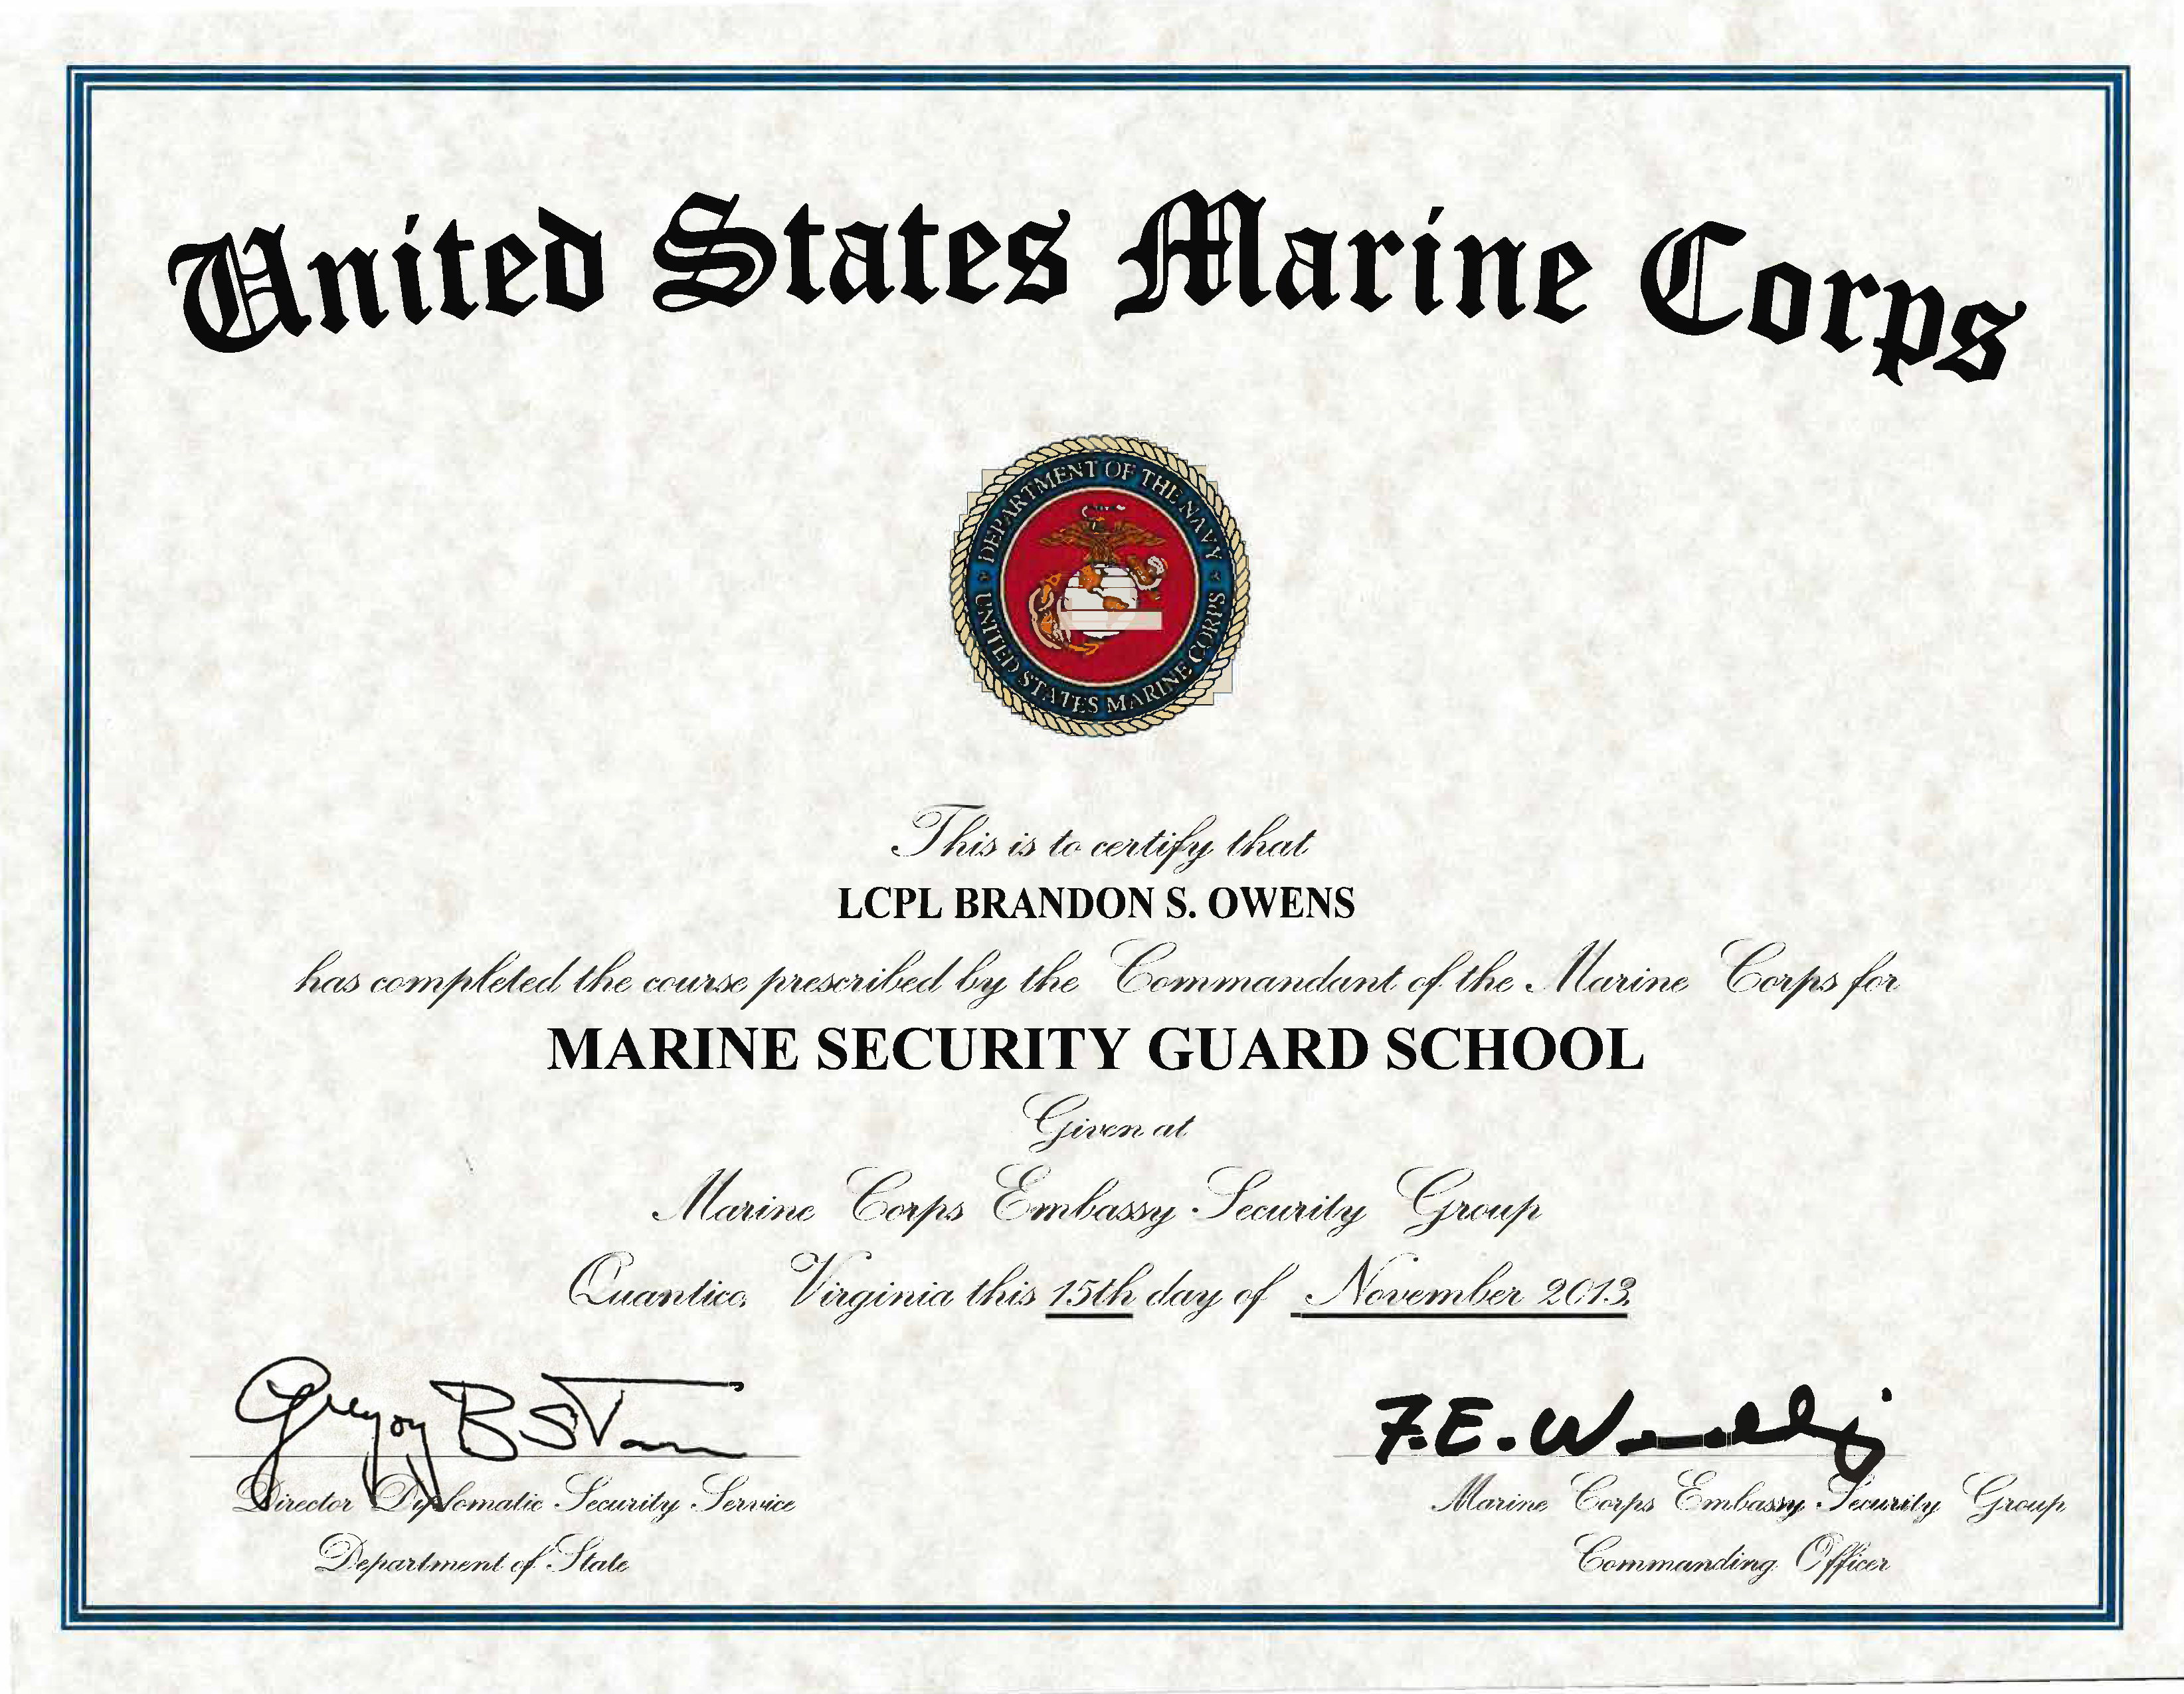 United States Marine Corps
DEPARTMENT OF THE NAVY
UNITED STATES MARINE CORPS
This is to certify that
LCPL BRANDON S. OWENS
has completed the course prescribed by the Commandant of the Marine Corps for
MARINE SECURITY GUARD SCHOOL
Given at
Marine Corps Embassy Security Group
Quantico, Virginia this 15th day of November 2013.
Gregory B Starr
F.E. W
Director Diplomatic Security Service
Department of State
Marine Corps Embassy Security Group
Commanding Officer